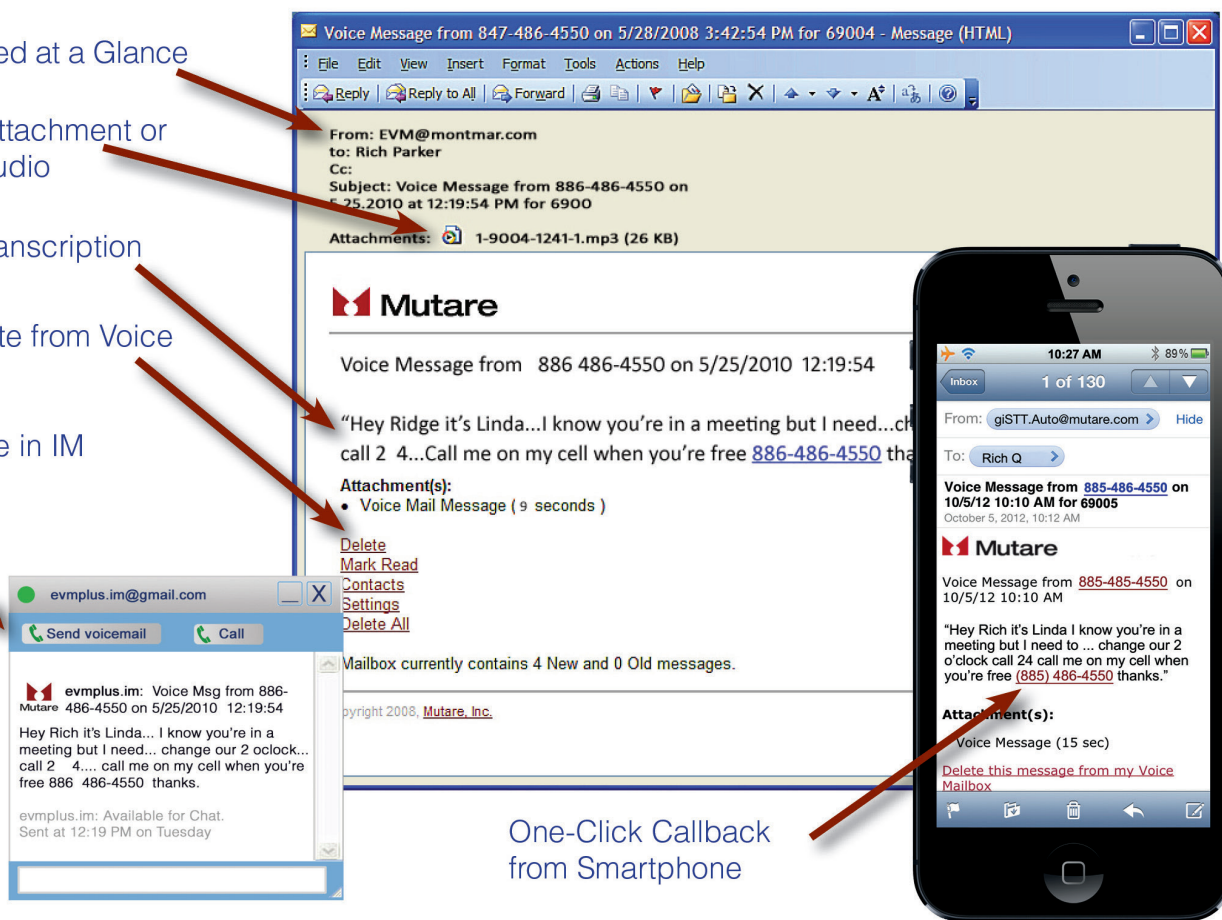 ed at a Glance
ttachment or
udio
anscription
te from Voice
e in IM
Voice Message from 847-486-4550 on 5/28/2008 3:42:54 PM for 69004 - Message (HTML)
File Edit View Insert Format Tools Actions Help
Reply Reply to All Forward
From: EVM@montmar.com
to: Rich Parker
Cc:
Subject: Voice Message from 886-486-4550 on
5.25.2010 at 12:19:54 PM for 6900
Attachments: 1-9004-1241-1.mp3 (26 KB)
Mutare
Voice Message from 886 486-4550 on 5/25/2010 12:19:54
“Hey Ridge it’s Linda...I know you’re in a meeting but I need...ch
call 2 4...Call me on my cell when you’re free 886-486-4550 tha
Attachment(s):
• Voice Mail Message ( 9 seconds )
Delete
Mark Read
Contacts
Settings
Delete All
Mailbox currently contains 4 New and 0 Old messages.
opyright 2008, Mutare, Inc.
evmplus.im@gmail.com
Send voicemail Call
Mutare evmplus.im: Voice Msg from 886-
486-4550 on 5/25/2010 12:19:54
Hey Rich it’s Linda... I know you’re in a
meeting but I need... change our 2 oclock...
call 2 4.... call me on my cell when you’re
free 886 486-4550 thanks.
evmplus.im: Available for Chat.
Sent at 12:19 PM on Tuesday
10:27 AM 89%
Inbox 1 of 130
From: giSTT.Auto@mutare.com Hide
To: Rich Q
Voice Message from 885-486-4550 on
10/5/12 10:10 AM for 69005
October 5, 2012, 10:12 AM
Mutare
Voice Message from 885-485-4550 on
10/5/12 10:10 AM
“Hey Rich it’s Linda I know you’re in a
meeting but I need to ... change our 2
o’clock call 24 call me on my cell when
you’re free (885) 486-4550 thanks.”
Attachment(s):
Voice Message (15 sec)
Delete this message from my Voice
Mailbox
One-Click Callback
from Smartphone